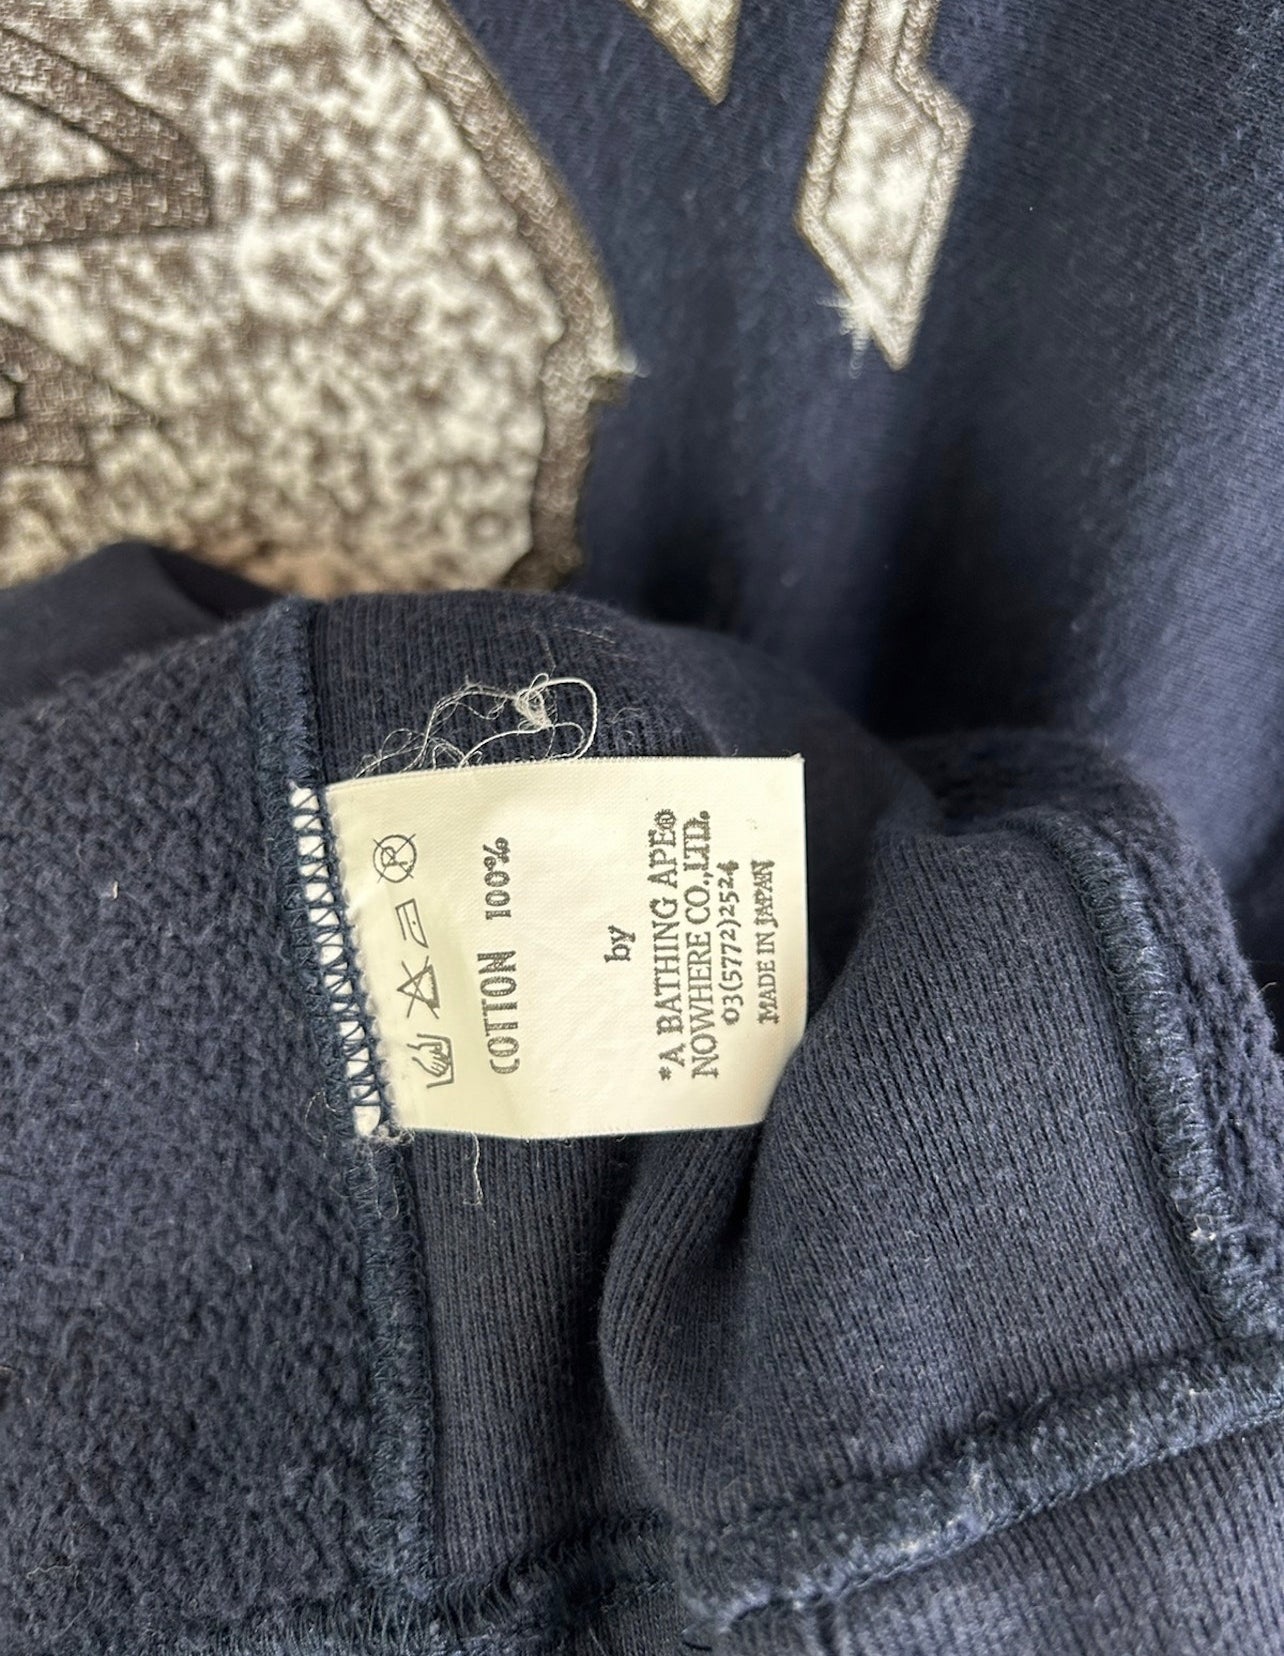 COTTON 100%
by
*A BATHING APE®
NOWHERE CO.,LTD.
03(5772)2524
MADE IN JAPAN